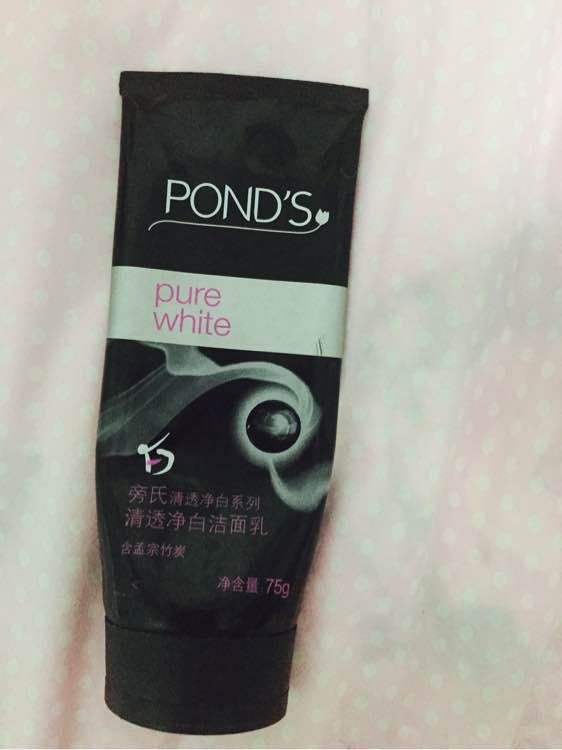 POND'S
pure
white
旁氏清透净白系列
清透净白洁面乳
含孟宗竹炭
净含量:75g